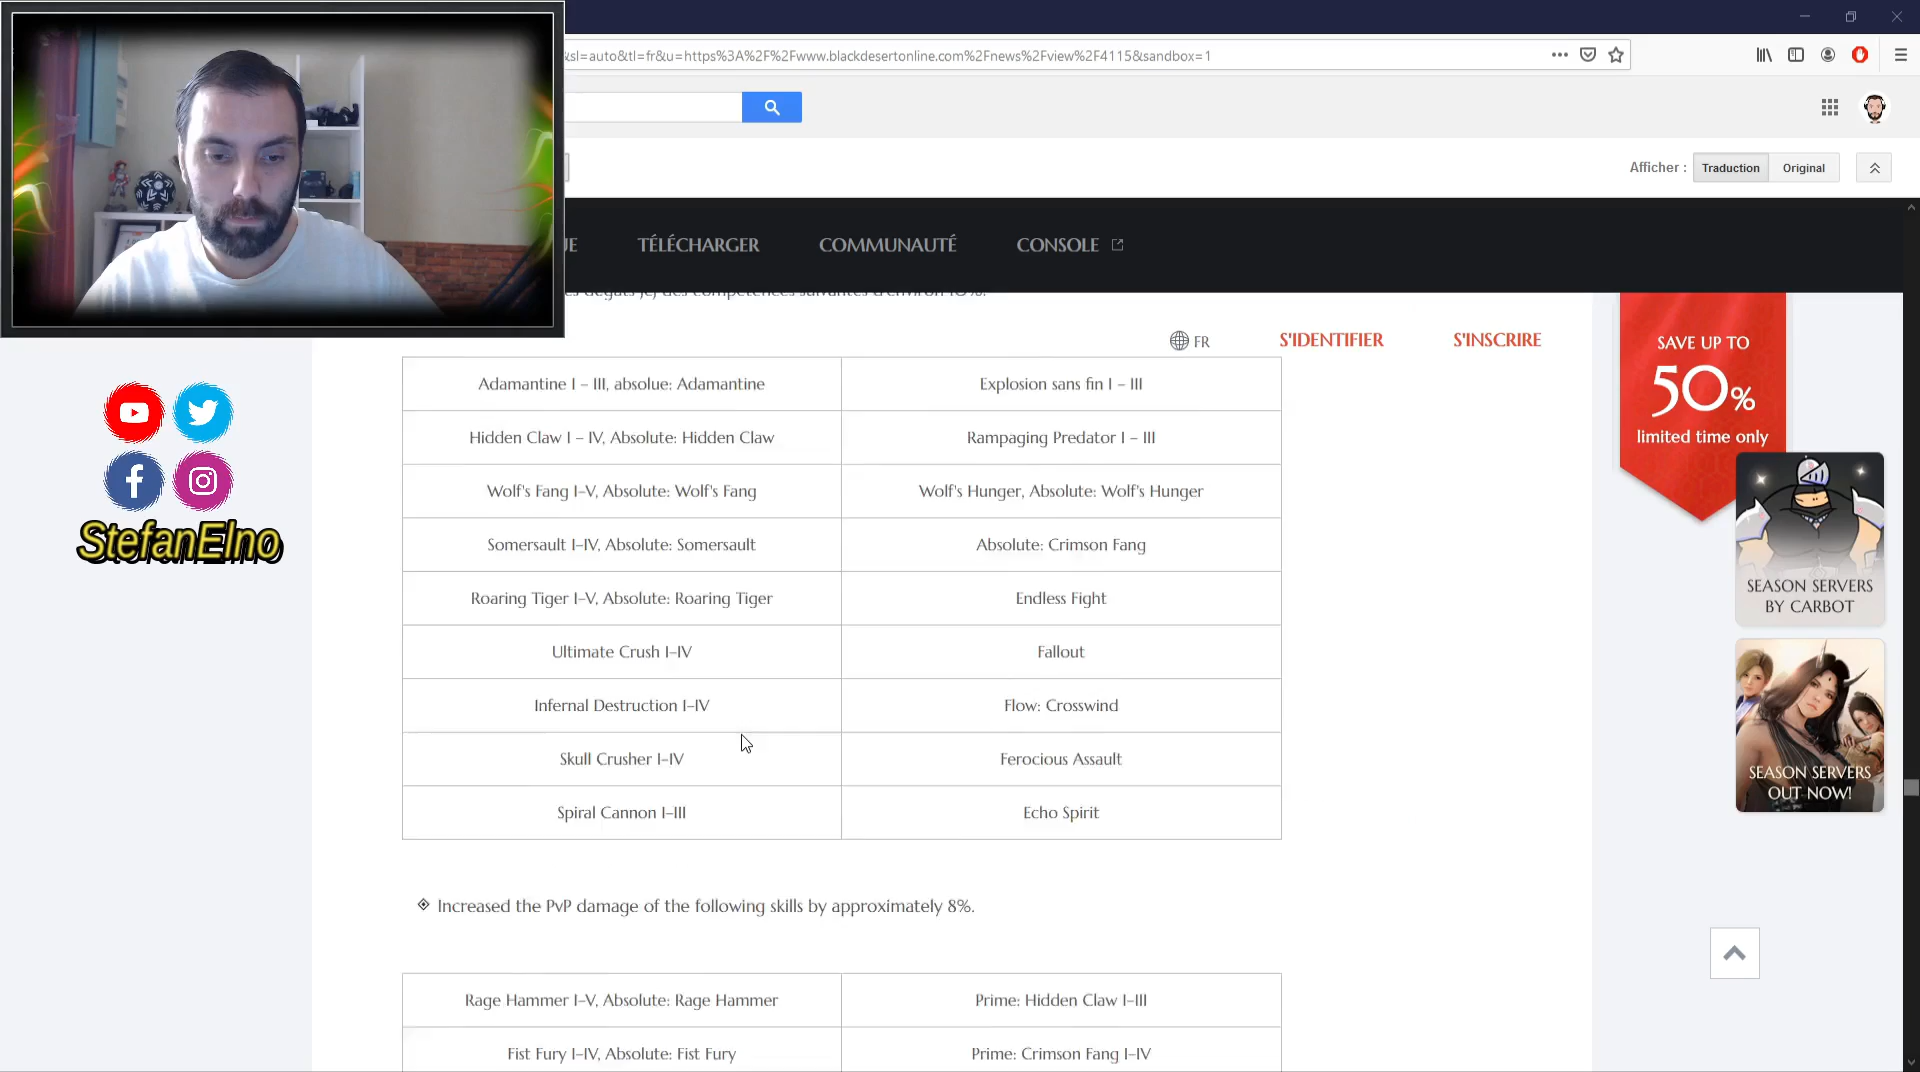 &sl=auto&tl=fr&u=https%3A%2F%2Fwww.blackdesertonline.com%2Fnews%2Fview%2F4115&sandbox=1
Afficher : Traduction Original
TÉLÉCHARGER COMMUNAUTÉ CONSOLE
des compétences suivantes d'environ 10%.
FR S'IDENTIFIER S'INSCRIRE
SAVE UP TO
50%
limited time only
Adamantine I – III, absolue: Adamantine Explosion sans fin I – III
Hidden Claw I – IV, Absolute: Hidden Claw Rampaging Predator I – III
Wolf's Fang I-V, Absolute: Wolf's Fang Wolf's Hunger, Absolute: Wolf's Hunger
Somersault I-IV, Absolute: Somersault Absolute: Crimson Fang
Roaring Tiger I-V, Absolute: Roaring Tiger Endless Fight
Ultimate Crush I-IV Fallout
Infernal Destruction I-IV Flow: Crosswind
Skull Crusher I-IV Ferocious Assault
Spiral Cannon I-III Echo Spirit
StefanElno
SEASON SERVERS
BY CARBOT
SEASON SERVERS
OUT NOW!
Increased the PvP damage of the following skills by approximately 8%.
Rage Hammer I-V, Absolute: Rage Hammer Prime: Hidden Claw I-III
Fist Fury I-IV, Absolute: Fist Fury Prime: Crimson Fang I-IV